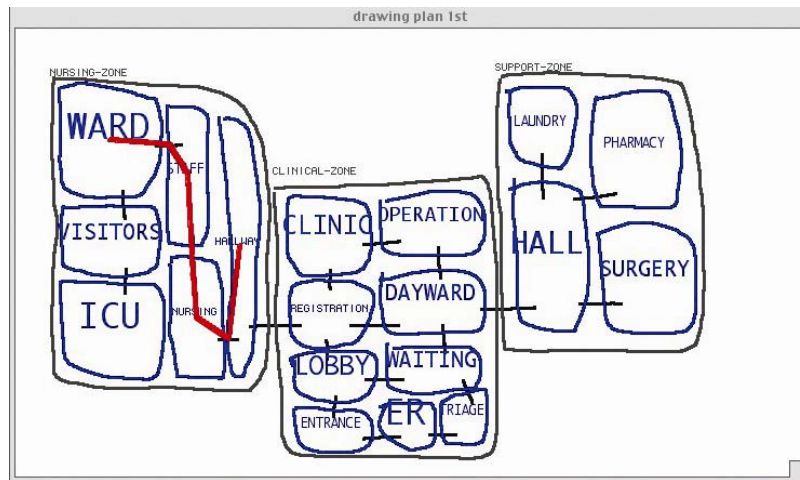 drawing plan 1st
NURSING-ZONE
WARD
STAFF
VISITORS
HALLWAY
ICU
NURSING
CLINICAL-ZONE
CLINIC
OPERATION
REGISTRATION
DAYWARD
LOBBY
WAITING
ENTRANCE
ER
TRIAGE
SUPPORT-ZONE
LAUNDRY
PHARMACY
HALL
SURGERY